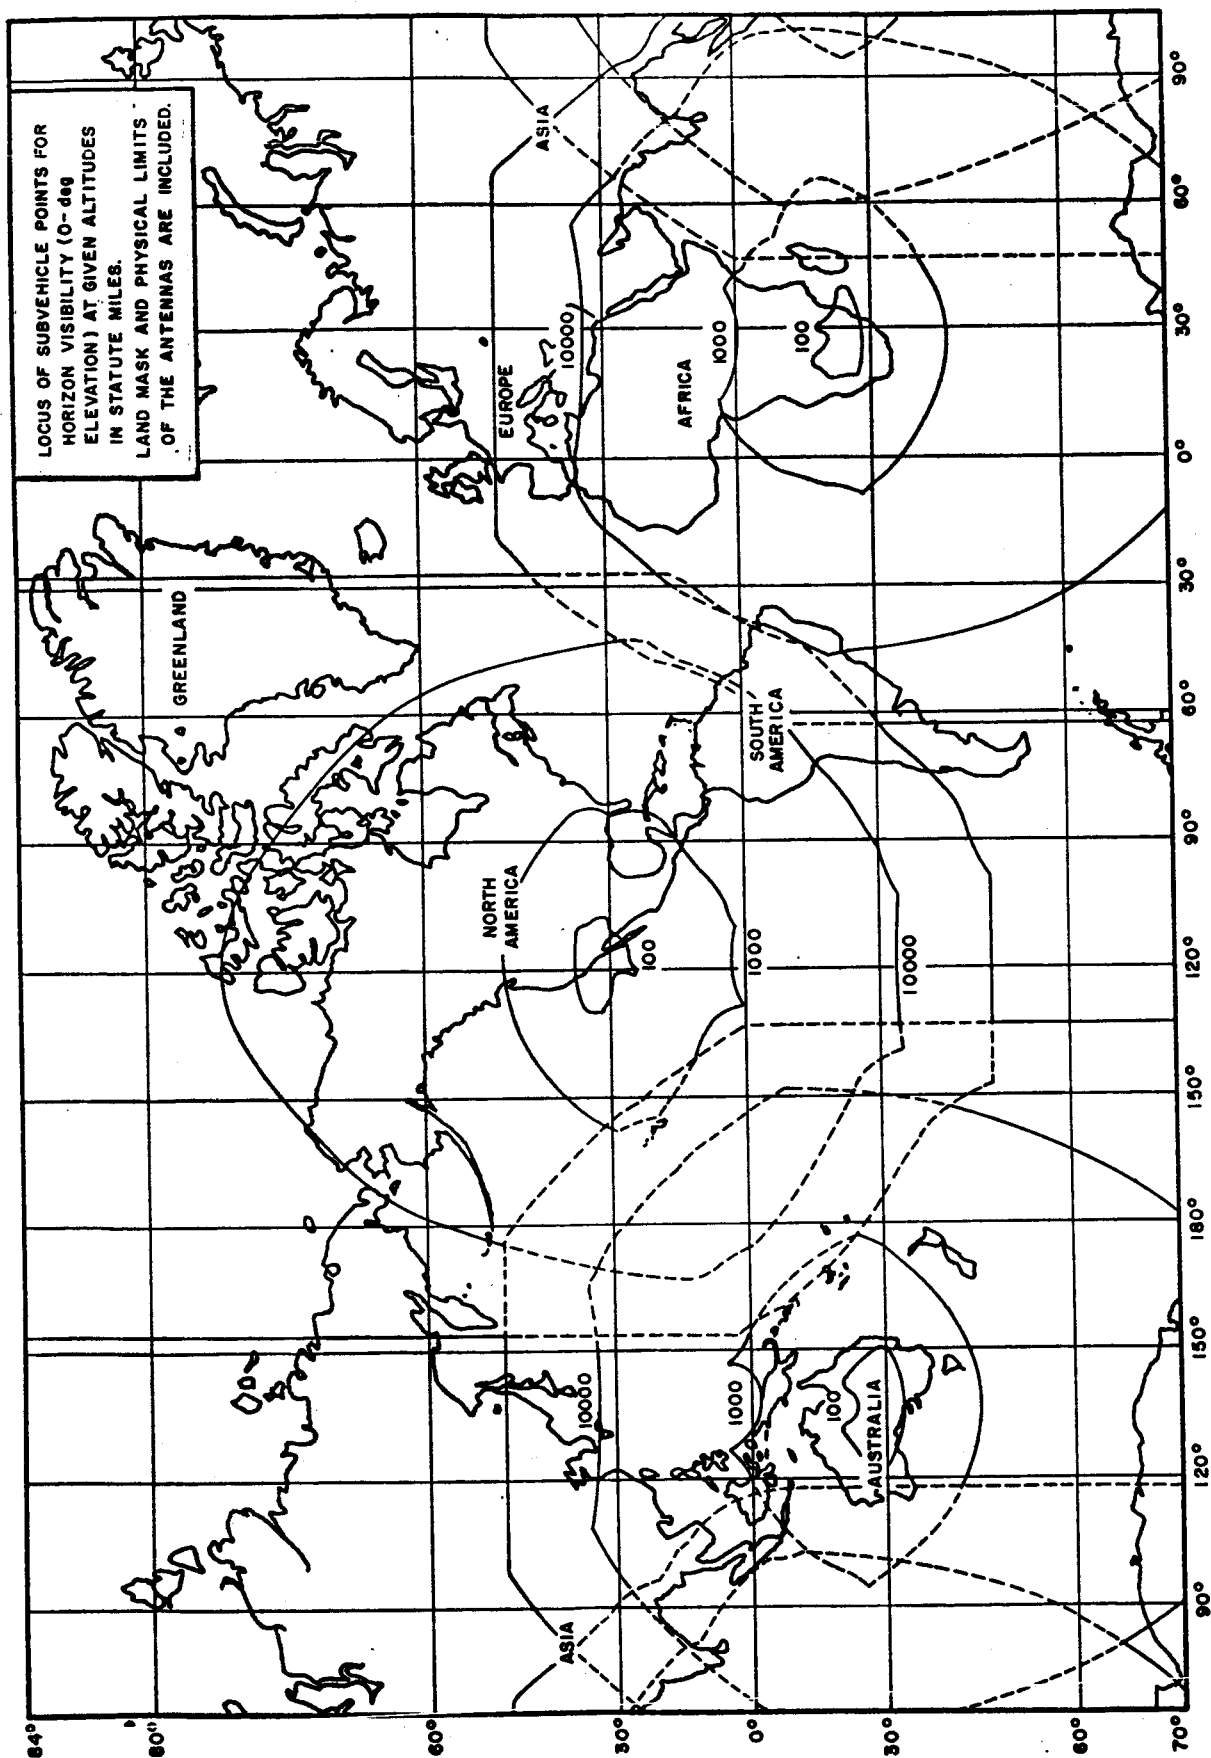 LOCUS OF SUBVEHICLE POINTS FOR
HORIZON VISIBILITY (0-deg
ELEVATION) AT GIVEN ALTITUDES
IN STATUTE MILES.
LAND MASK AND PHYSICAL LIMITS
OF THE ANTENNAS ARE INCLUDED.
GREENLAND
ASIA
EUROPE
NORTH
AMERICA
10000
10000
AFRICA
1000
100
100
SOUTH
AMERICA
1000
10000
1000
100
AUSTRALIA
ASIA
84°
80°
60°
30°
0°
30°
60°
70°
90°
120°
150°
180°
150°
120°
90°
60°
30°
0°
30°
60°
90°